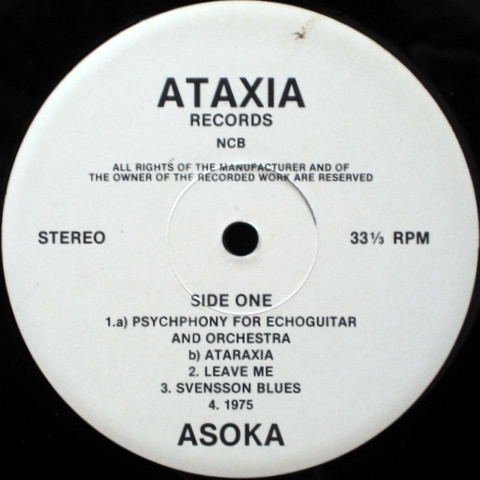 ATAXIA
RECORDS
NCB
ALL RIGHTS OF THE MANUFACTURER AND OF
THE OWNER OF THE RECORDED WORK ARE RESERVED
STEREO
33 1/3 RPM
SIDE ONE
1.a) PSYCHPHONY FOR ECHOGUITAR
AND ORCHESTRA
b) ATARAXIA
2. LEAVE ME
3. SVENSSON BLUES
4. 1975
ASOKA